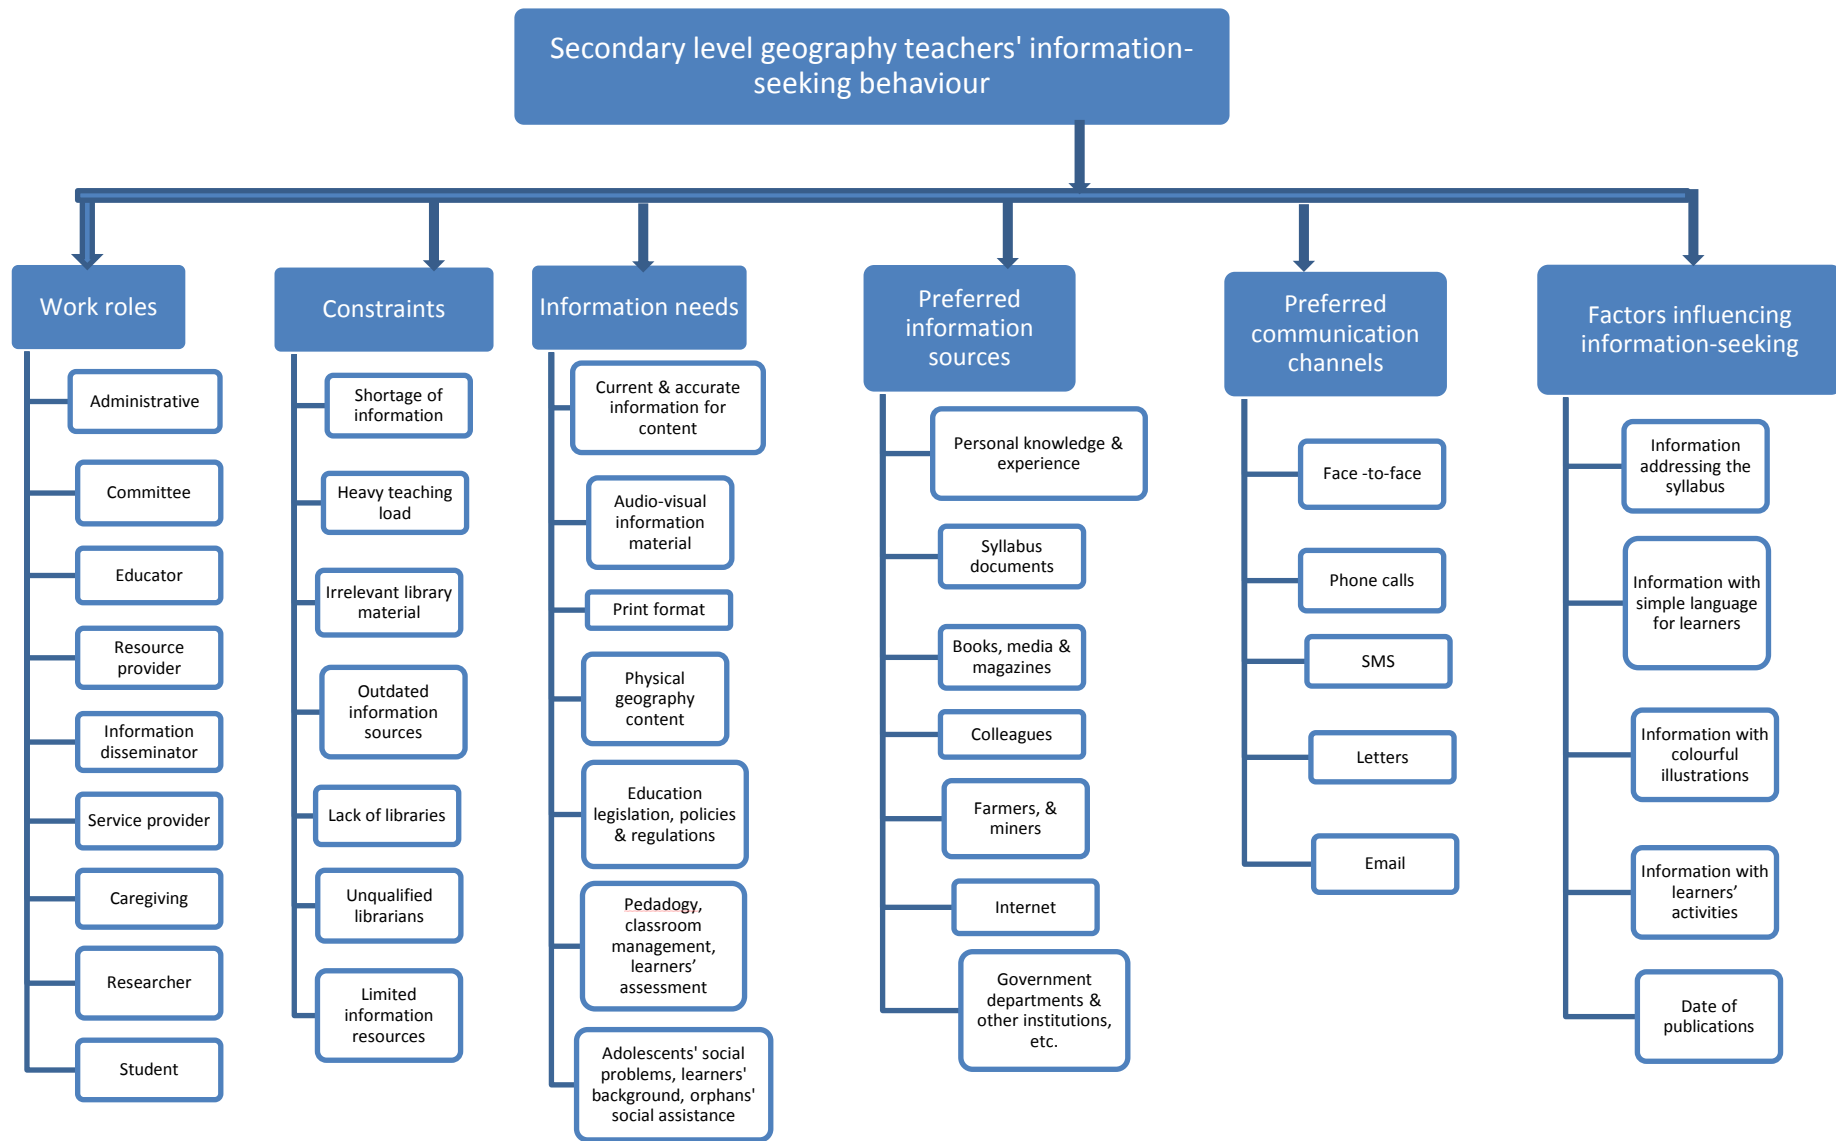 Secondary level geography teachers' information-
seeking behaviour
Work roles
Administrative
Committee
Educator
Resource
provider
Information
disseminator
Service provider
Caregiving
Researcher
Student
Constraints
Shortage of
information
Heavy teaching
load
Irrelevant library
material
Outdated
information
sources
Lack of libraries
Unqualified
librarians
Limited
information
resources
Information needs
Current & accurate
information for
content
Audio-visual
information
material
Print format
Physical
geography
content
Education
legislation, policies
& regulations
Pedadogy,
classroom
management,
learners’
assessment
Adolescents' social
problems, learners'
background, orphans'
social assistance
Preferred
information
sources
Personal knowledge &
experience
Syllabus
documents
Books, media &
magazines
Colleagues
Farmers, &
miners
Internet
Government
departments &
other institutions,
etc.
Preferred
communication
channels
Face -to-face
Phone calls
SMS
Letters
Email
Factors influencing
information-seeking
Information
addressing the
syllabus
Information with
simple language
for learners
Information with
colourful
illustrations
Information with
learners’
activities
Date of
publications